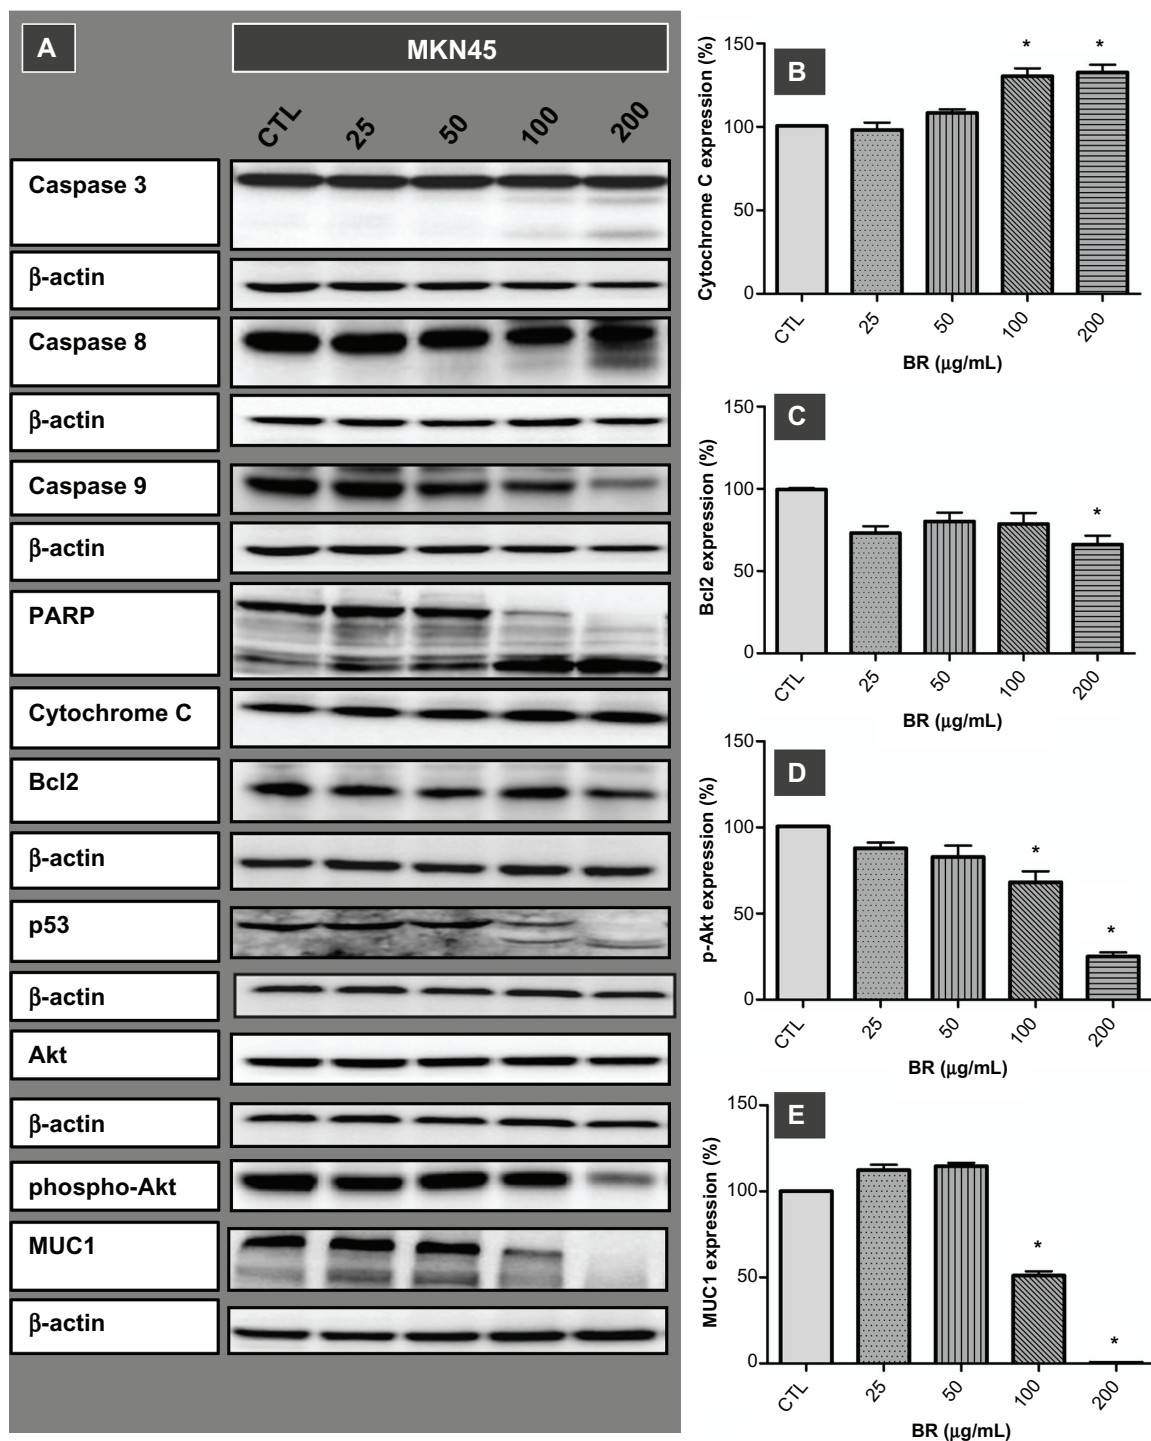 A
MKN45
CTL 25 50 100 200
Caspase 3
β-actin
Caspase 8
β-actin
Caspase 9
β-actin
PARP
Cytochrome C
Bcl2
β-actin
p53
β-actin
Akt
β-actin
phospho-Akt
MUC1
β-actin
B
Cytochrome C expression (%)
150
100
50
0
* *
CTL 25 50 100 200
BR (μg/mL)
C
Bcl2 expression (%)
150
100
50
0
*
CTL 25 50 100 200
BR (μg/mL)
D
p-Akt expression (%)
150
100
50
0
*
*
CTL 25 50 100 200
BR (μg/mL)
E
MUC1 expression (%)
150
100
50
0
*
*
CTL 25 50 100 200
BR (μg/mL)